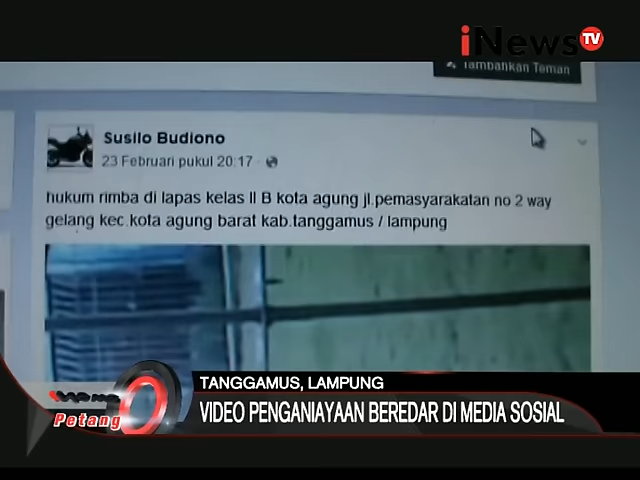 iNews TV
Tambahkan Teman
Susilo Budiono
23 Februari pukul 20:17
hukum rimba di lapas kelas II B kota agung jl.pemasyarakatan no 2 way
gelang kec.kota agung barat kab.tanggamus / lampung
TANGGAMUS, LAMPUNG
VIDEO PENGANIAYAAN BEREDAR DI MEDIA SOSIAL
Petang